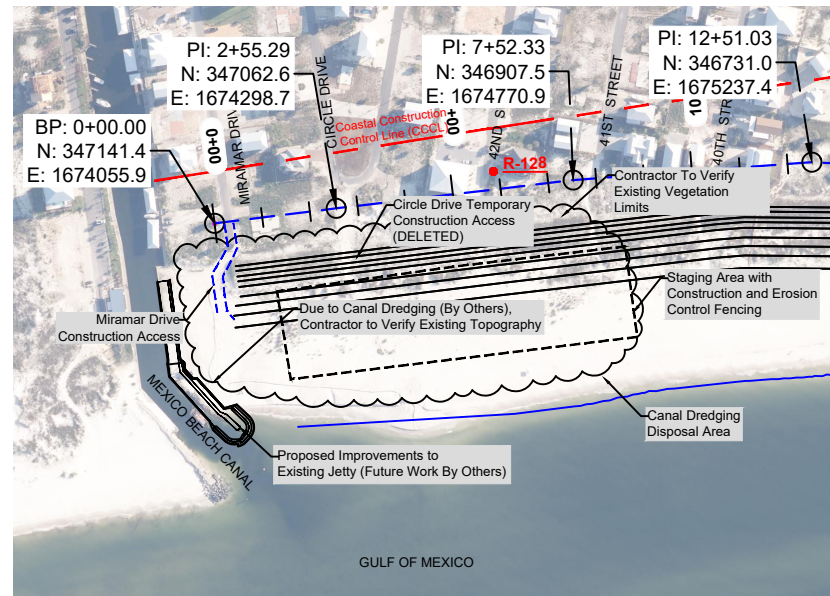 PI: 2+55.29
N: 347062.6
E: 1674298.7
PI: 7+52.33
N: 346907.5
E: 1674770.9
PI: 12+51.03
N: 346731.0
E: 1675237.4
BP: 0+00.00
N: 347141.4
E: 1674055.9
0+00
MIRAMAR DRIV
CIRCLE DRIVE
Coastal Construction
Control Line (CCCL)
00+
42ND S
R-128
41ST STREET
10
40TH STR
Contractor To Verify
Existing Vegetation
Limits
Circle Drive Temporary
Construction Access
(DELETED)
Staging Area with
Construction and Erosion
Control Fencing
Due to Canal Dredging (By Others),
Contractor to Verify Existing Topography
Miramar Drive
Construction Access
MEXICO BEACH CANAL
Canal Dredging
Disposal Area
Proposed Improvements to
Existing Jetty (Future Work By Others)
GULF OF MEXICO